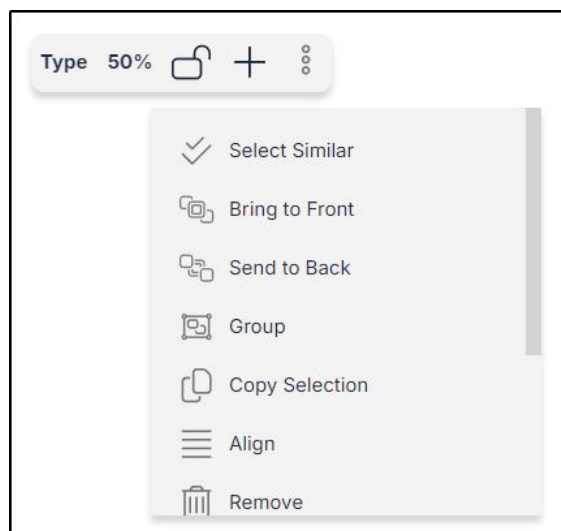 Type 50%
Select Similar
Bring to Front
Send to Back
Group
Copy Selection
Align
Remove